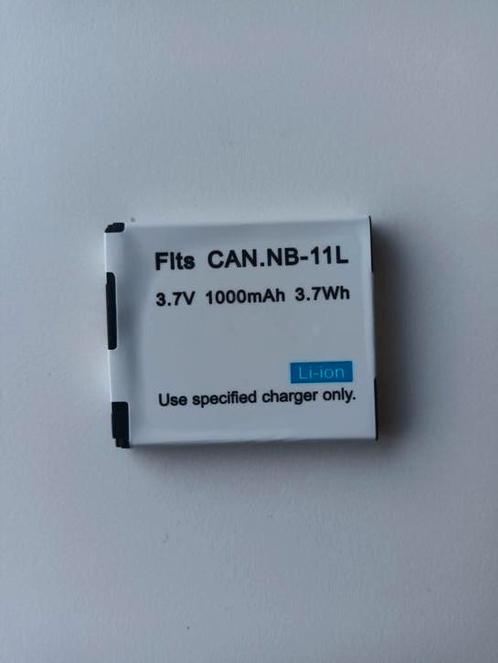 Fits CAN.NB-11L
3.7V 1000mAh 3.7Wh
Li-ion
Use specified charger only.